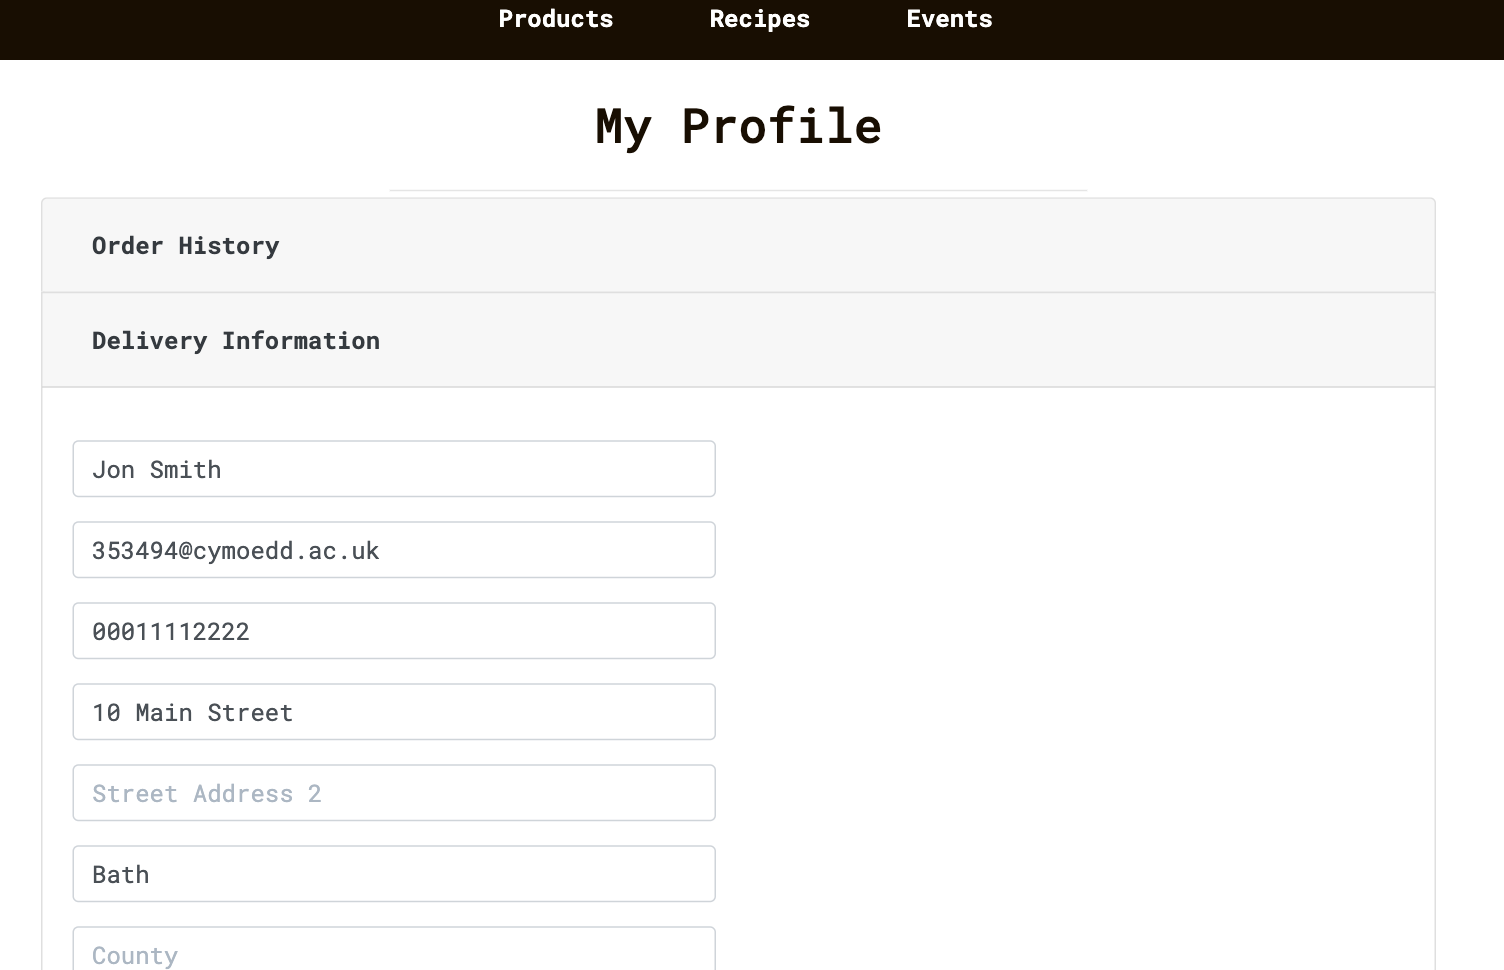 Products Recipes Events
My Profile
Order History
Delivery Information
Jon Smith
353494@cymoedd.ac.uk
00011112222
10 Main Street
Street Address 2
Bath
County